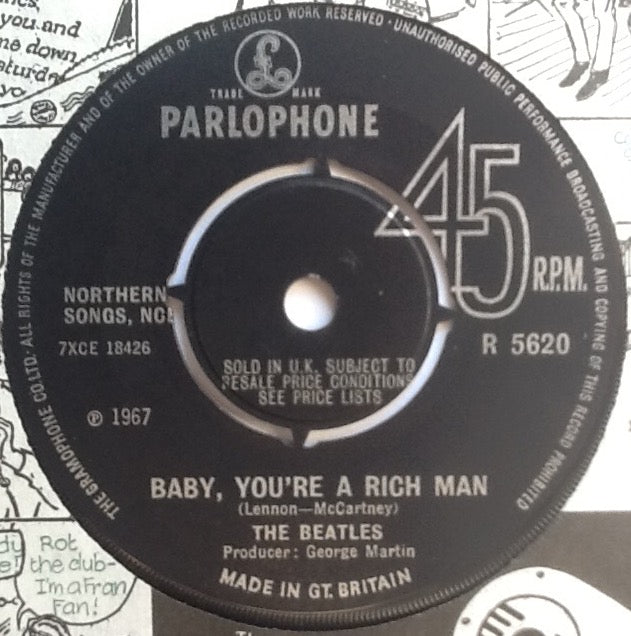 THE GRAMOPHONE CO.LTD. · ALL RIGHTS OF THE MANUFACTURER AND OF THE OWNER OF THE RECORDED WORK RESERVED · UNAUTHORISED PUBLIC PERFORMANCE BROADCASTING AND COPYING OF THIS RECORD PROHIBITED
£
TRADE MARK
PARLOPHONE
45
R.P.M.
NORTHERN
SONGS, NC
7XCE 18426
R 5620
SOLD IN U.K. SUBJECT TO
RESALE PRICE CONDITIONS
SEE PRICE LISTS
℗ 1967
BABY, YOU'RE A RICH MAN
(Lennon—McCartney)
THE BEATLES
Producer: George Martin
MADE IN GT. BRITAIN
you.and
me down
yo
Rot,
the dub-
I'm a Fran
Fan!